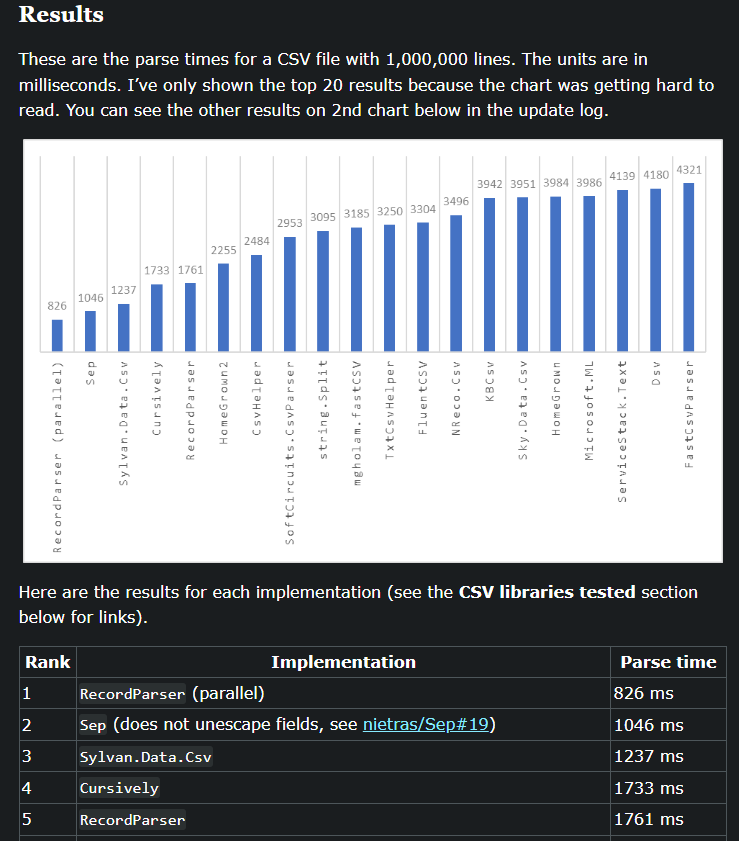 Results
These are the parse times for a CSV file with 1,000,000 lines. The units are in
milliseconds. I’ve only shown the top 20 results because the chart was getting hard to
read. You can see the other results on 2nd chart below in the update log.
826
1046
1237
1733
1761
2255
2484
2953
3095
3185
3250
3304
3496
3942
3951
3984
3986
4139
4180
4321
RecordParser (parallel)
Sep
Sylvan.Data.Csv
Cursively
RecordParser
HomeGrown2
CsvHelper
SoftCircuits.CsvParser
string.Split
mgholam.fastCSV
TxtCsvHelper
FluentCSV
NReco.Csv
KBCsv
Sky.Data.Csv
HomeGrown
Microsoft.ML
ServiceStack.Text
Dsv
FastCsvParser
Here are the results for each implementation (see the CSV libraries tested section
below for links).
Rank Implementation Parse time
1 RecordParser (parallel) 826 ms
2 Sep (does not unescape fields, see nietras/Sep#19) 1046 ms
3 Sylvan.Data.Csv 1237 ms
4 Cursively 1733 ms
5 RecordParser 1761 ms